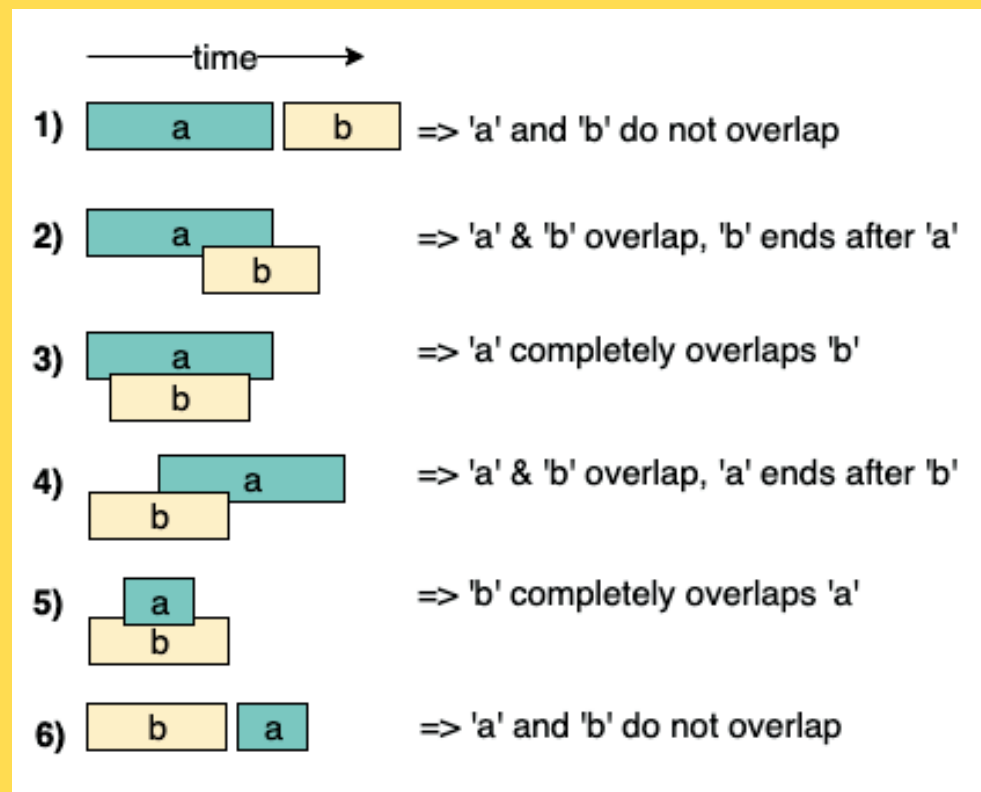 time
1) a b => 'a' and 'b' do not overlap
2) a => 'a' & 'b' overlap, 'b' ends after 'a'
b
3) a => 'a' completely overlaps 'b'
b
4) a => 'a' & 'b' overlap, 'a' ends after 'b'
b
5) a => 'b' completely overlaps 'a'
b
6) b a => 'a' and 'b' do not overlap